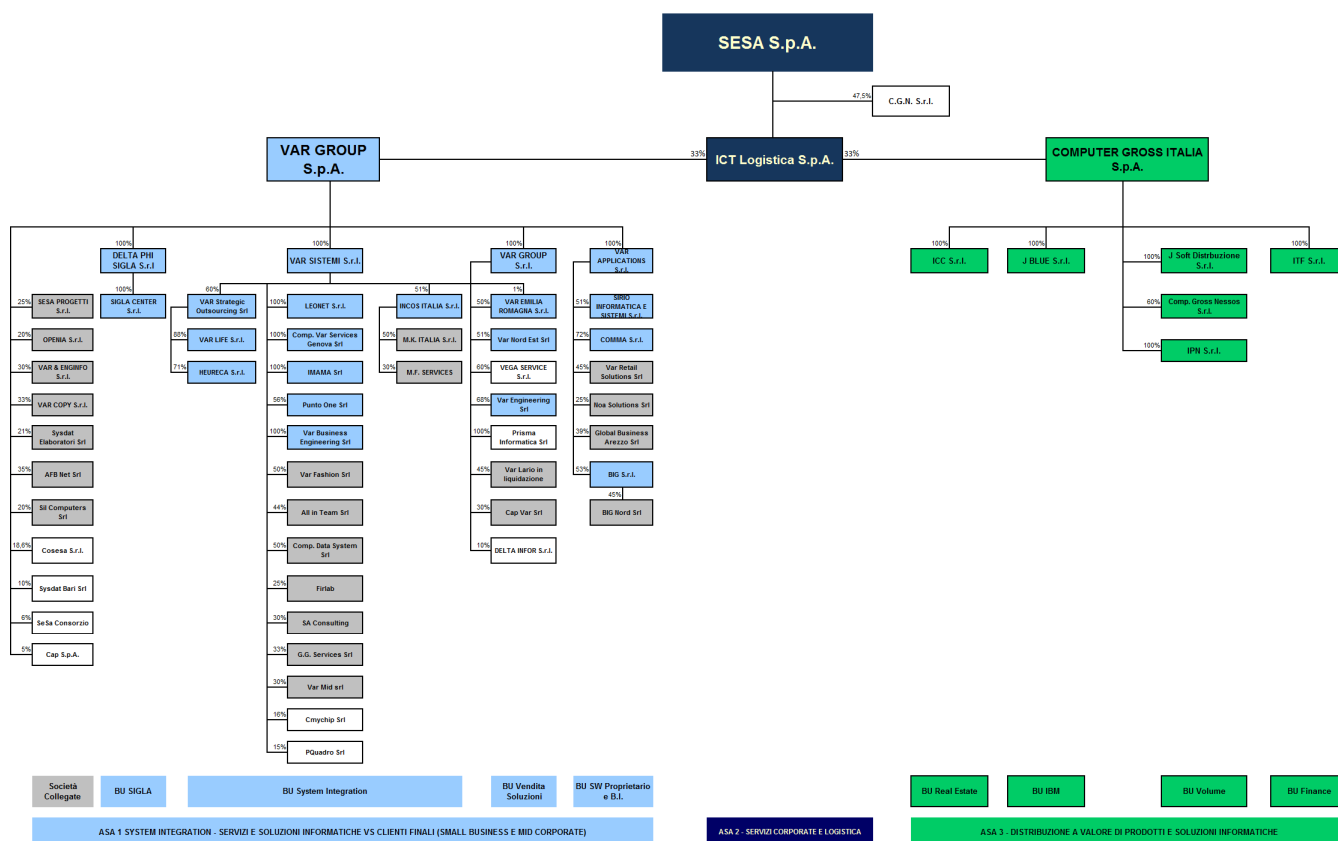 SESA S.p.A.
47,5%
C.G.N. S.r.l.
VAR GROUP
S.p.A.
33%
ICT Logistica S.p.A.
33%
COMPUTER GROSS ITALIA
S.p.A.
100%
DELTA PHI
SIGLA S.r.l
100%
VAR SISTEMI S.r.l.
100%
VAR GROUP
S.r.l.
100%
VAR
APPLICATIONS
S.r.l.
100%
ICC S.r.l.
100%
J BLUE S.r.l.
100%
J Soft Distrbuzione
S.r.l.
100%
ITF S.r.l.
25%
SESA PROGETTI
S.r.l.
20%
OPENIA S.r.l.
30%
VAR & ENGINFO
S.r.l.
33%
VAR COPY S.r.l.
21%
Sysdat
Elaboratori Srl
35%
AFB Net Srl
20%
Sil Computers
Srl
18,6%
Cosesa S.r.l.
10%
Sysdat Bari Srl
6%
SeSa Consorzio
5%
Cap S.p.A.
100%
SIGLA CENTER
S.r.l.
60%
VAR Strategic
Outsourcing Srl
88%
VAR LIFE S.r.l.
71%
HEURECA S.r.l.
100%
LEONET S.r.l.
100%
Comp. Var Services
Genova Srl
100%
IMAMA Srl
56%
Punto One Srl
100%
Var Business
Engineering Srl
50%
Var Fashion Srl
44%
All in Team Srl
50%
Comp. Data System
Srl
25%
Firlab
30%
SA Consulting
33%
G.G. Services Srl
30%
Var Mid srl
16%
Cmychip Srl
15%
PQuadro Srl
51%
INCOS ITALIA S.r.l.
50%
M.K. ITALIA S.r.l.
30%
M.F. SERVICES
1%
50%
VAR EMILIA
ROMAGNA S.r.l.
51%
Var Nord Est Srl
60%
VEGA SERVICE
S.r.l.
68%
Var Engineering
Srl
100%
Prisma
Informatica Srl
45%
Var Lario in
liquidazione
30%
Cap Var Srl
10%
DELTA INFOR S.r.l.
51%
SIRIO
INFORMATICA E
SISTEMI S.r.l.
72%
COMMA S.r.l.
45%
Var Retail
Solutions Srl
25%
Noa Solutions Srl
39%
Global Business
Arezzo Srl
53%
BIG S.r.l.
45%
BIG Nord Srl
60%
Comp. Gross Nessos
S.r.l.
100%
IPN S.r.l.
Società
Collegate
BU SIGLA
BU System Integration
BU Vendita
Soluzioni
BU SW Proprietario
e B.I.
BU Real Estate
BU IBM
BU Volume
BU Finance
ASA 1 SYSTEM INTEGRATION - SERVIZI E SOLUZIONI INFORMATICHE VS CLIENTI FINALI (SMALL BUSINESS E MID CORPORATE)
ASA 2 - SERVIZI CORPORATE E LOGISTICA
ASA 3 - DISTRIBUZIONE A VALORE DI PRODOTTI E SOLUZIONI INFORMATICHE